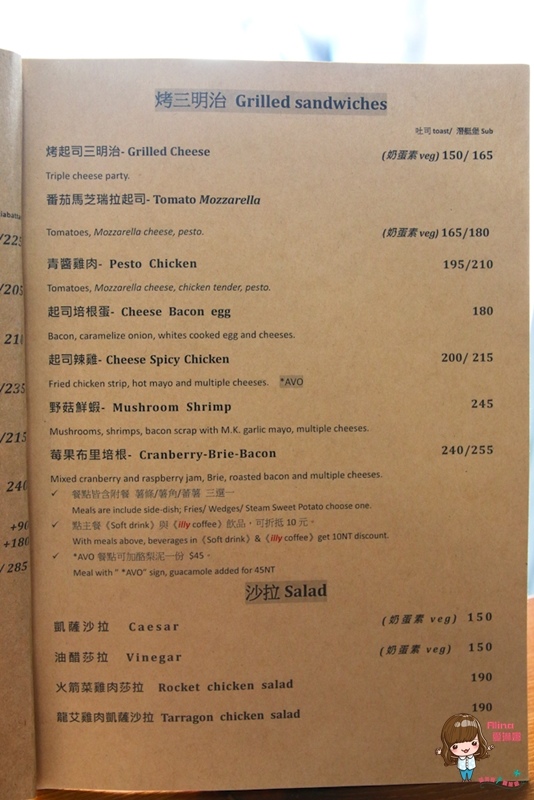 烤三明治 Grilled sandwiches
吐司 toast/ 潛艇堡 Sub
烤起司三明治- Grilled Cheese (奶蛋素 veg) 150/ 165
Triple cheese party.
番茄馬芝瑞拉起司- Tomato Mozzarella
Tomatoes, Mozzarella cheese, pesto. (奶蛋素 veg) 165/180
青醬雞肉- Pesto Chicken 195/210
Tomatoes, Mozzarella cheese, chicken tender, pesto.
起司培根蛋- Cheese Bacon egg 180
Bacon, caramelize onion, whites cooked egg and cheeses.
起司辣雞- Cheese Spicy Chicken 200/ 215
Fried chicken strip, hot mayo and multiple cheeses. *AVO
野菇鮮蝦- Mushroom Shrimp 245
Mushrooms, shrimps, bacon scrap with M.K. garlic mayo, multiple cheeses.
莓果布里培根- Cranberry-Brie-Bacon 240/255
Mixed cranberry and raspberry jam, Brie, roasted bacon and multiple cheeses.
✓ 餐點皆含附餐 薯條/薯角/蕃薯 三選一
Meals are include side-dish; Fries/ Wedges/ Steam Sweet Potato choose one.
✓ 點主餐《Soft drink》與《illy coffee》飲品，可折抵 10 元。
With meals above, beverages in《Soft drink》&《illy coffee》get 10NT discount.
✓ *AVO 餐點可加酪梨泥一份 $45。
Meal with " *AVO" sign, guacamole added for 45NT
沙拉 Salad
凱薩沙拉 Caesar (奶蛋素 veg) 150
油醋莎拉 Vinegar (奶蛋素 veg) 150
火箭菜雞肉莎拉 Rocket chicken salad 190
龍艾雞肉凱薩沙拉 Tarragon chicken salad 190
/225
/205
/235
/215
240
+90
+180
/ 285